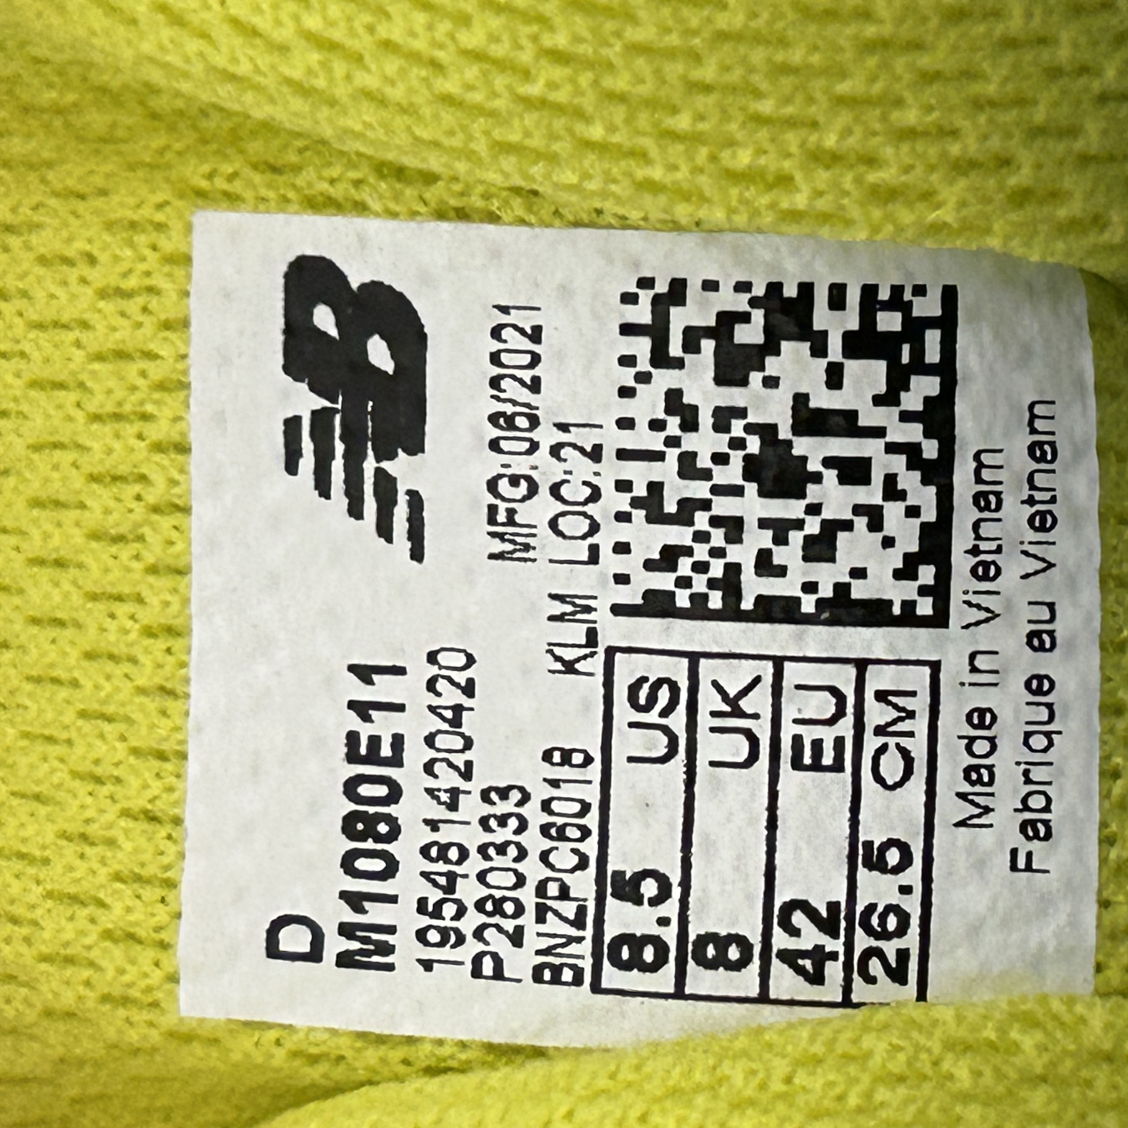 D
M1080E11
195481420420
P280333
MFG:06/2021
BNZPC6018 KLM LOC:21
8.5 US
8 UK
42 EU
26.5 CM
Made in Vietnam
Fabrique au Vietnam